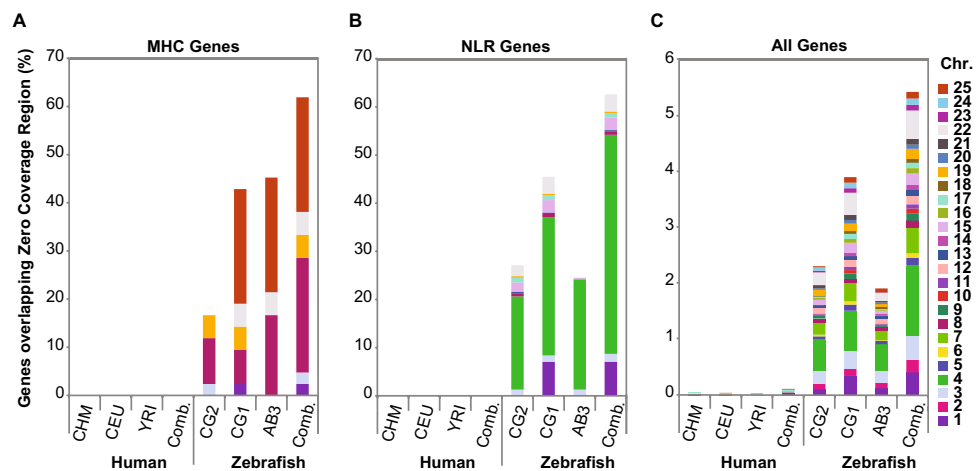 A
B
C
MHC Genes
NLR Genes
All Genes
Genes overlapping Zero Coverage Region (%)
70
60
50
40
30
20
10
0
CHM
CEU
YRI
Comb.
CG2
CG1
AB3
Comb.
Human
Zebrafish
70
60
50
40
30
20
10
0
CHM
CEU
YRI
Comb.
CG2
CG1
AB3
Comb.
Human
Zebrafish
6
5
4
3
2
1
0
CHM
CEU
YRI
Comb.
CG2
CG1
AB3
Comb.
Human
Zebrafish
Chr.
25
24
23
22
21
20
19
18
17
16
15
14
13
12
11
10
9
8
7
6
5
4
3
2
1